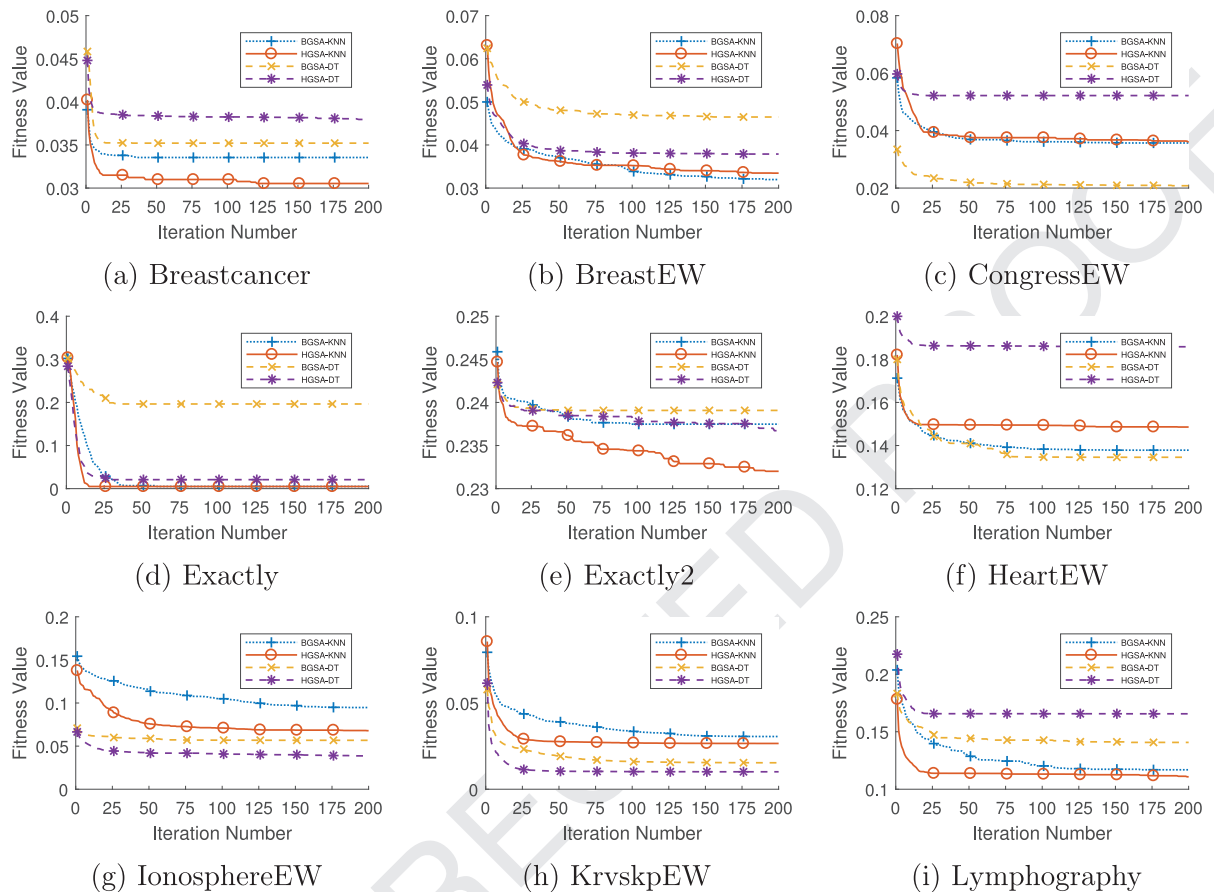 0.05
0.045
0.04
0.035
0.03
Fitness Value
BGSA-KNN
HGSA-KNN
BGSA-DT
HGSA-DT
0 25 50 75 100 125 150 175 200
Iteration Number
(a) Breastcancer
0.07
0.06
0.05
0.04
0.03
Fitness Value
BGSA-KNN
HGSA-KNN
BGSA-DT
HGSA-DT
0 25 50 75 100 125 150 175 200
Iteration Number
(b) BreastEW
0.08
0.06
0.04
0.02
Fitness Value
BGSA-KNN
HGSA-KNN
BGSA-DT
HGSA-DT
0 25 50 75 100 125 150 175 200
Iteration Number
(c) CongressEW
0.4
0.3
0.2
0.1
0
Fitness Value
BGSA-KNN
HGSA-KNN
BGSA-DT
HGSA-DT
0 25 50 75 100 125 150 175 200
Iteration Number
(d) Exactly
0.25
0.245
0.24
0.235
0.23
Fitness Value
BGSA-KNN
HGSA-KNN
BGSA-DT
HGSA-DT
0 25 50 75 100 125 150 175 200
Iteration Number
(e) Exactly2
0.2
0.18
0.16
0.14
0.12
Fitness Value
BGSA-KNN
HGSA-KNN
BGSA-DT
HGSA-DT
0 25 50 75 100 125 150 175 200
Iteration Number
(f) HeartEW
0.2
0.15
0.1
0.05
0
Fitness Value
BGSA-KNN
HGSA-KNN
BGSA-DT
HGSA-DT
0 25 50 75 100 125 150 175 200
Iteration Number
(g) IonosphereEW
0.1
0.05
0
Fitness Value
BGSA-KNN
HGSA-KNN
BGSA-DT
HGSA-DT
0 25 50 75 100 125 150 175 200
Iteration Number
(h) KrvskpEW
0.25
0.2
0.15
0.1
Fitness Value
BGSA-KNN
HGSA-KNN
BGSA-DT
HGSA-DT
0 25 50 75 100 125 150 175 200
Iteration Number
(i) Lymphography